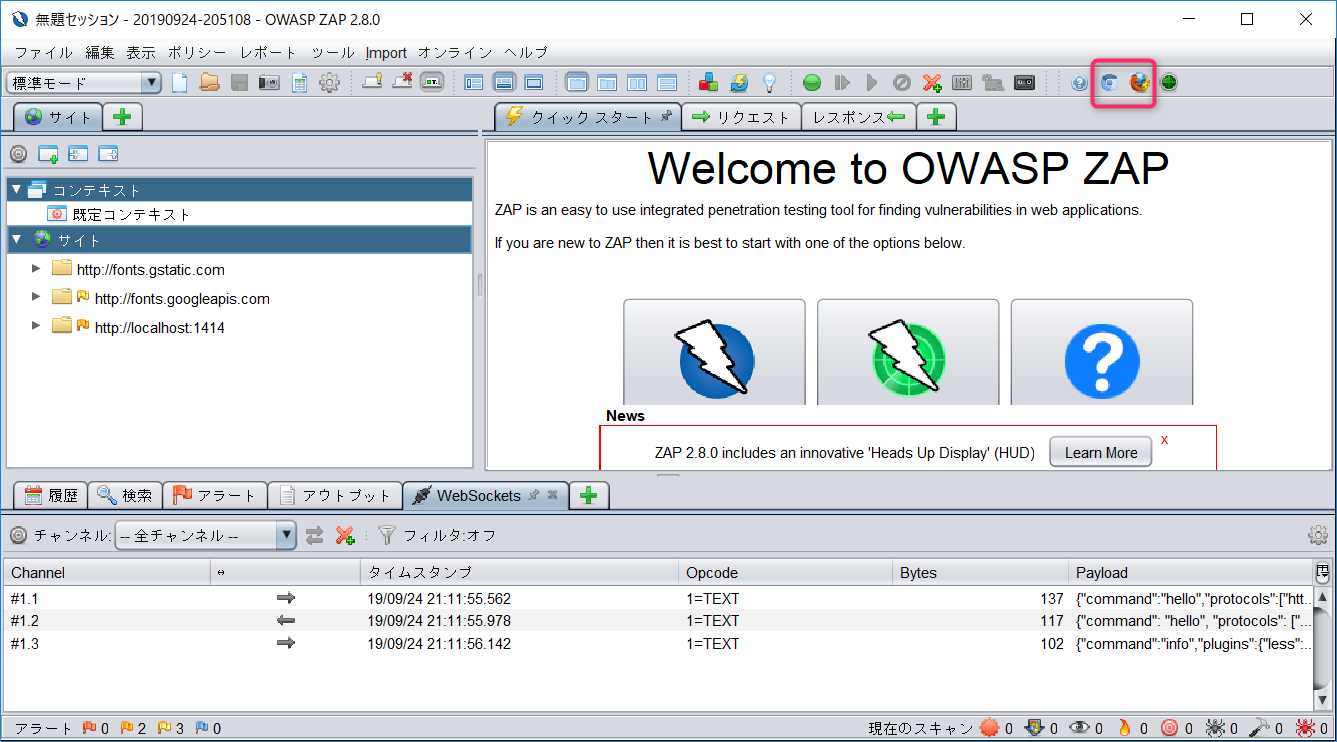 無題セッション - 20190924-205108 - OWASP ZAP 2.8.0
ファイル 編集 表示 ポリシー レポート ツール Import オンライン ヘルプ
標準モード
サイト
クイック スタート リクエスト レスポンス
コンテキスト
既定コンテキスト
サイト
http://fonts.gstatic.com
http://fonts.googleapis.com
http://localhost:1414
Welcome to OWASP ZAP
ZAP is an easy to use integrated penetration testing tool for finding vulnerabilities in web applications.
If you are new to ZAP then it is best to start with one of the options below.
News
ZAP 2.8.0 includes an innovative 'Heads Up Display' (HUD) Learn More X
履歴 検索 アラート アウトプット WebSockets
チャンネル: -- 全チャンネル -- フィルタ:オフ
Channel ↔ タイムスタンプ Opcode Bytes Payload
#1.1 19/09/24 21:11:55.562 1=TEXT 137 {"command":"hello","protocols":["htt...
#1.2 19/09/24 21:11:55.978 1=TEXT 117 {"command": "hello", "protocols": ["...
#1.3 19/09/24 21:11:56.142 1=TEXT 102 {"command":"info","plugins":{"less":...
アラート 0 2 3 0 現在のスキャン 0 0 0 0 0 0 0 0